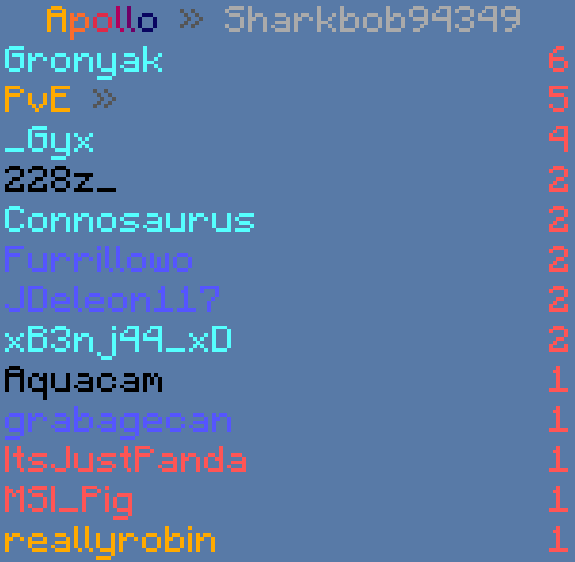 Apollo » Sharkbob94349
Gronyak 6
PvE » 5
_Gyx 4
228z_ 2
Connosaurus 2
Furrillowo 2
JDeleon117 2
xB3nj44_xD 2
Aquacam 1
grabagecan 1
ItsJustPanda 1
MSI_Pig 1
reallyrobin 1